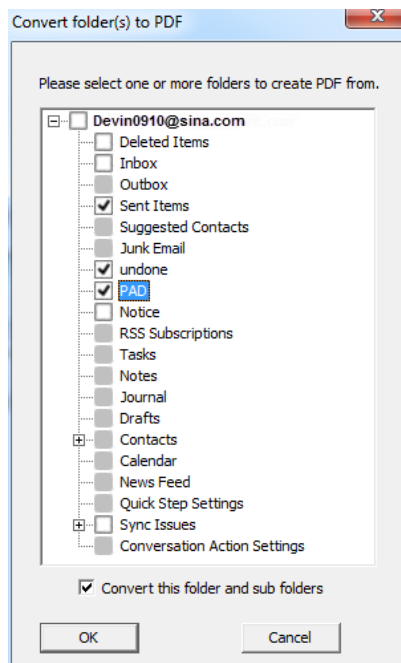 Convert folder(s) to PDF
Please select one or more folders to create PDF from.
Devin0910@sina.com
Deleted Items
Inbox
Outbox
Sent Items
Suggested Contacts
Junk Email
undone
PAD
Notice
RSS Subscriptions
Tasks
Notes
Journal
Drafts
Contacts
Calendar
News Feed
Quick Step Settings
Sync Issues
Conversation Action Settings
Convert this folder and sub folders
OK Cancel